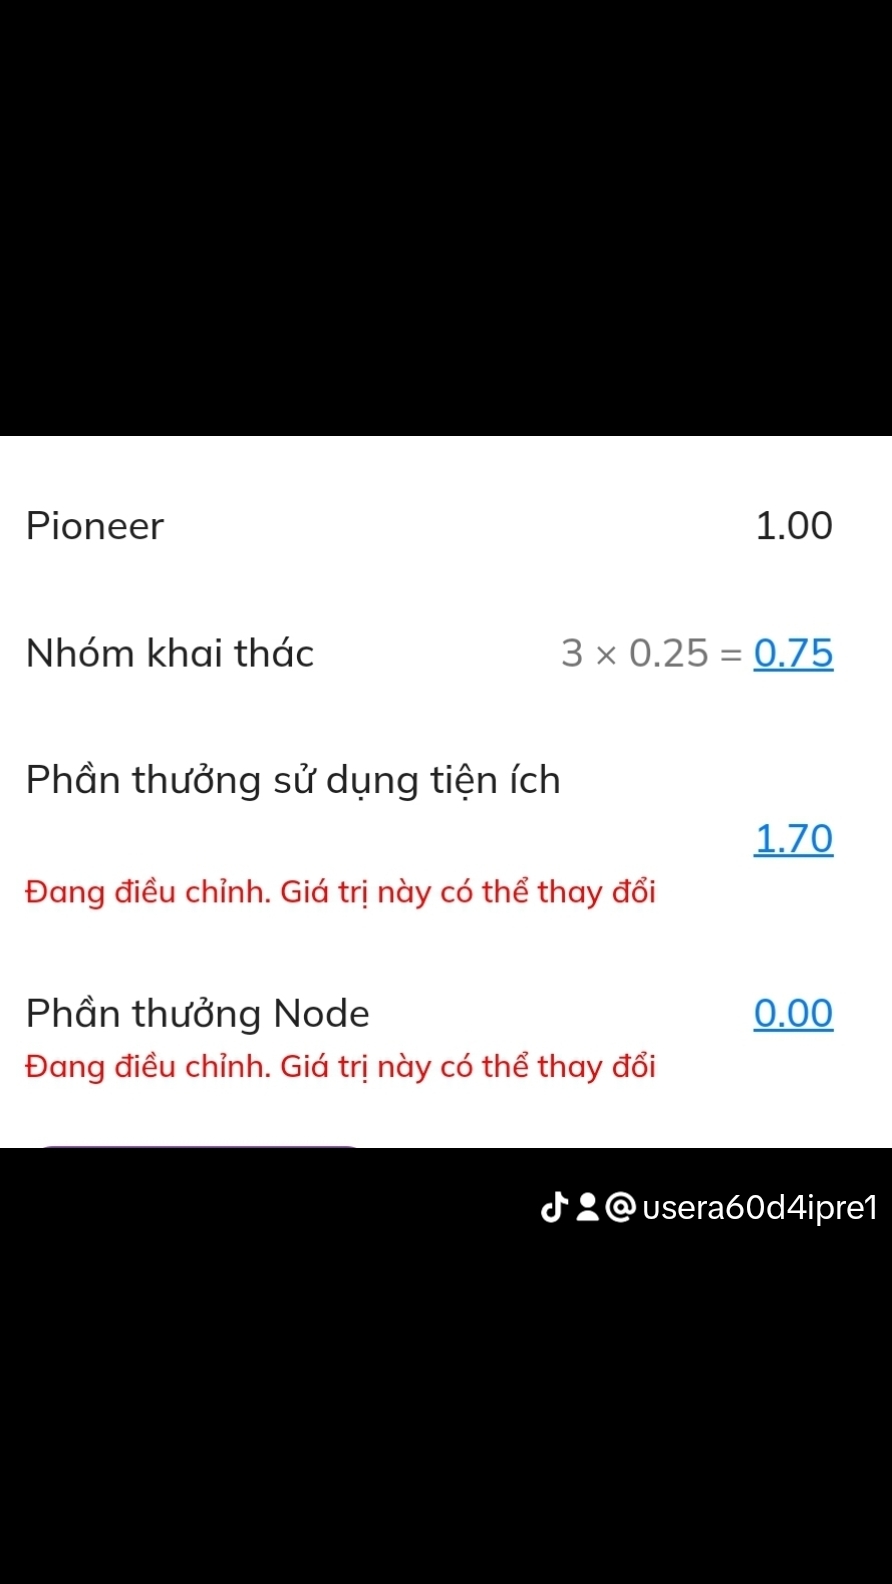 Pioneer 1.00
Nhóm khai thác 3 × 0.25 = 0.75
Phần thưởng sử dụng tiện ích
1.70
Đang điều chỉnh. Giá trị này có thể thay đổi
Phần thưởng Node 0.00
Đang điều chỉnh. Giá trị này có thể thay đổi
@usera60d4ipre1